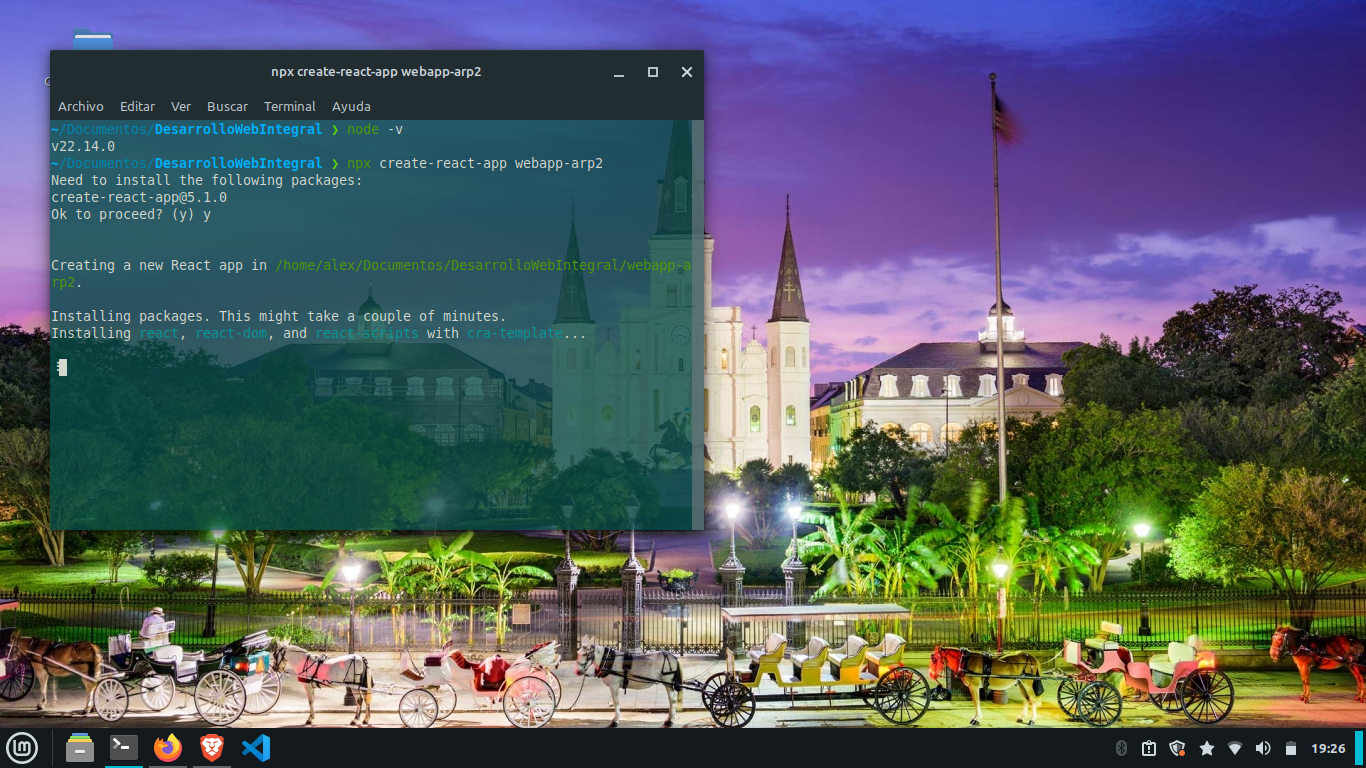 npx create-react-app webapp-arp2
Archivo Editar Ver Buscar Terminal Ayuda
~/Documentos/DesarrolloWebIntegral ❯ node -v
v22.14.0
~/Documentos/DesarrolloWebIntegral ❯ npx create-react-app webapp-arp2
Need to install the following packages:
create-react-app@5.1.0
Ok to proceed? (y) y
Creating a new React app in /home/alex/Documentos/DesarrolloWebIntegral/webapp-a
rp2.
Installing packages. This might take a couple of minutes.
Installing react, react-dom, and react-scripts with cra-template...
19:26